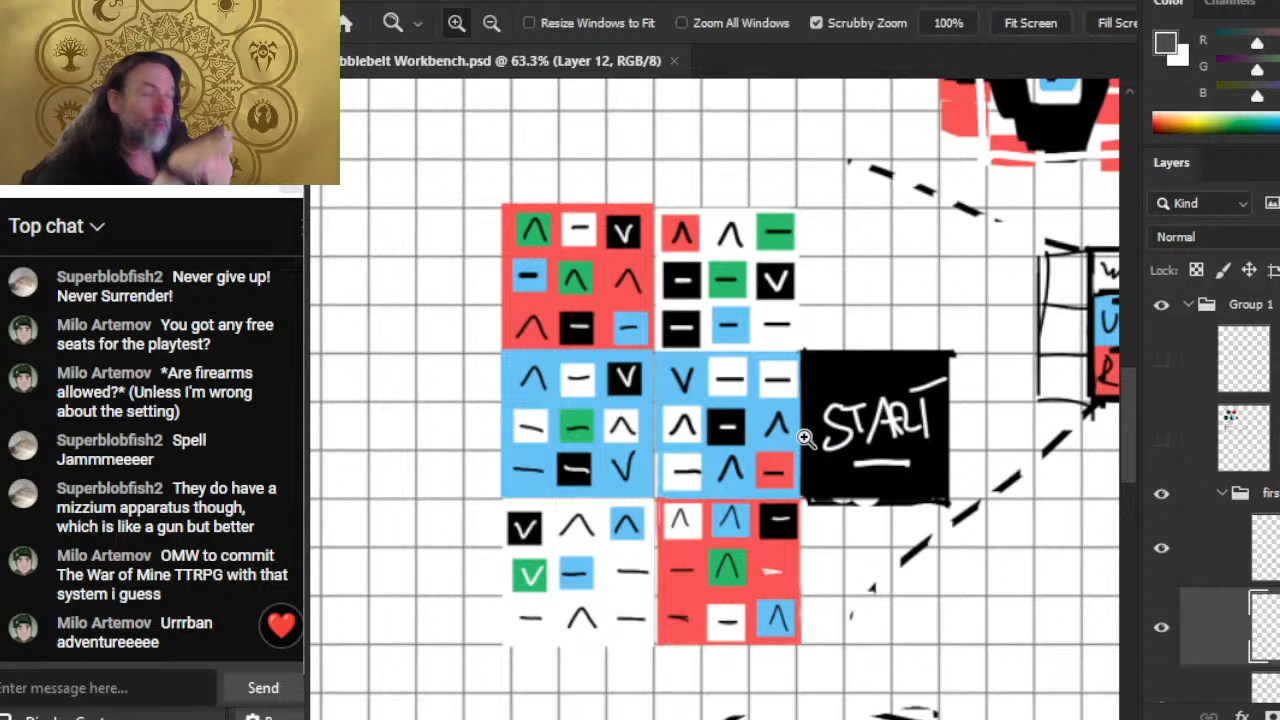 Resize Windows to Fit
Zoom All Windows
Scrubby Zoom
100%
Fit Screen
Fill Scre
bblebelt Workbench.psd @ 63.3% (Layer 12, RGB/8) ×
Color
Channels
R
G
B
Layers
Kind
Normal
Lock:
Group 1
firs
fx
Top chat
Superblobfish2 Never give up!
Never Surrender!
Milo Artemov You got any free
seats for the playtest?
Milo Artemov *Are firearms
allowed?* (Unless I'm wrong
about the setting)
Superblobfish2 Spell
Jammmeeeer
Superblobfish2 They do have a
mizzium apparatus though,
which is like a gun but better
Milo Artemov OMW to commit
The War of Mine TTRPG with that
system i guess
Milo Artemov Urrrban
adventureeeee
nter message here...
Send
START
W
U
R